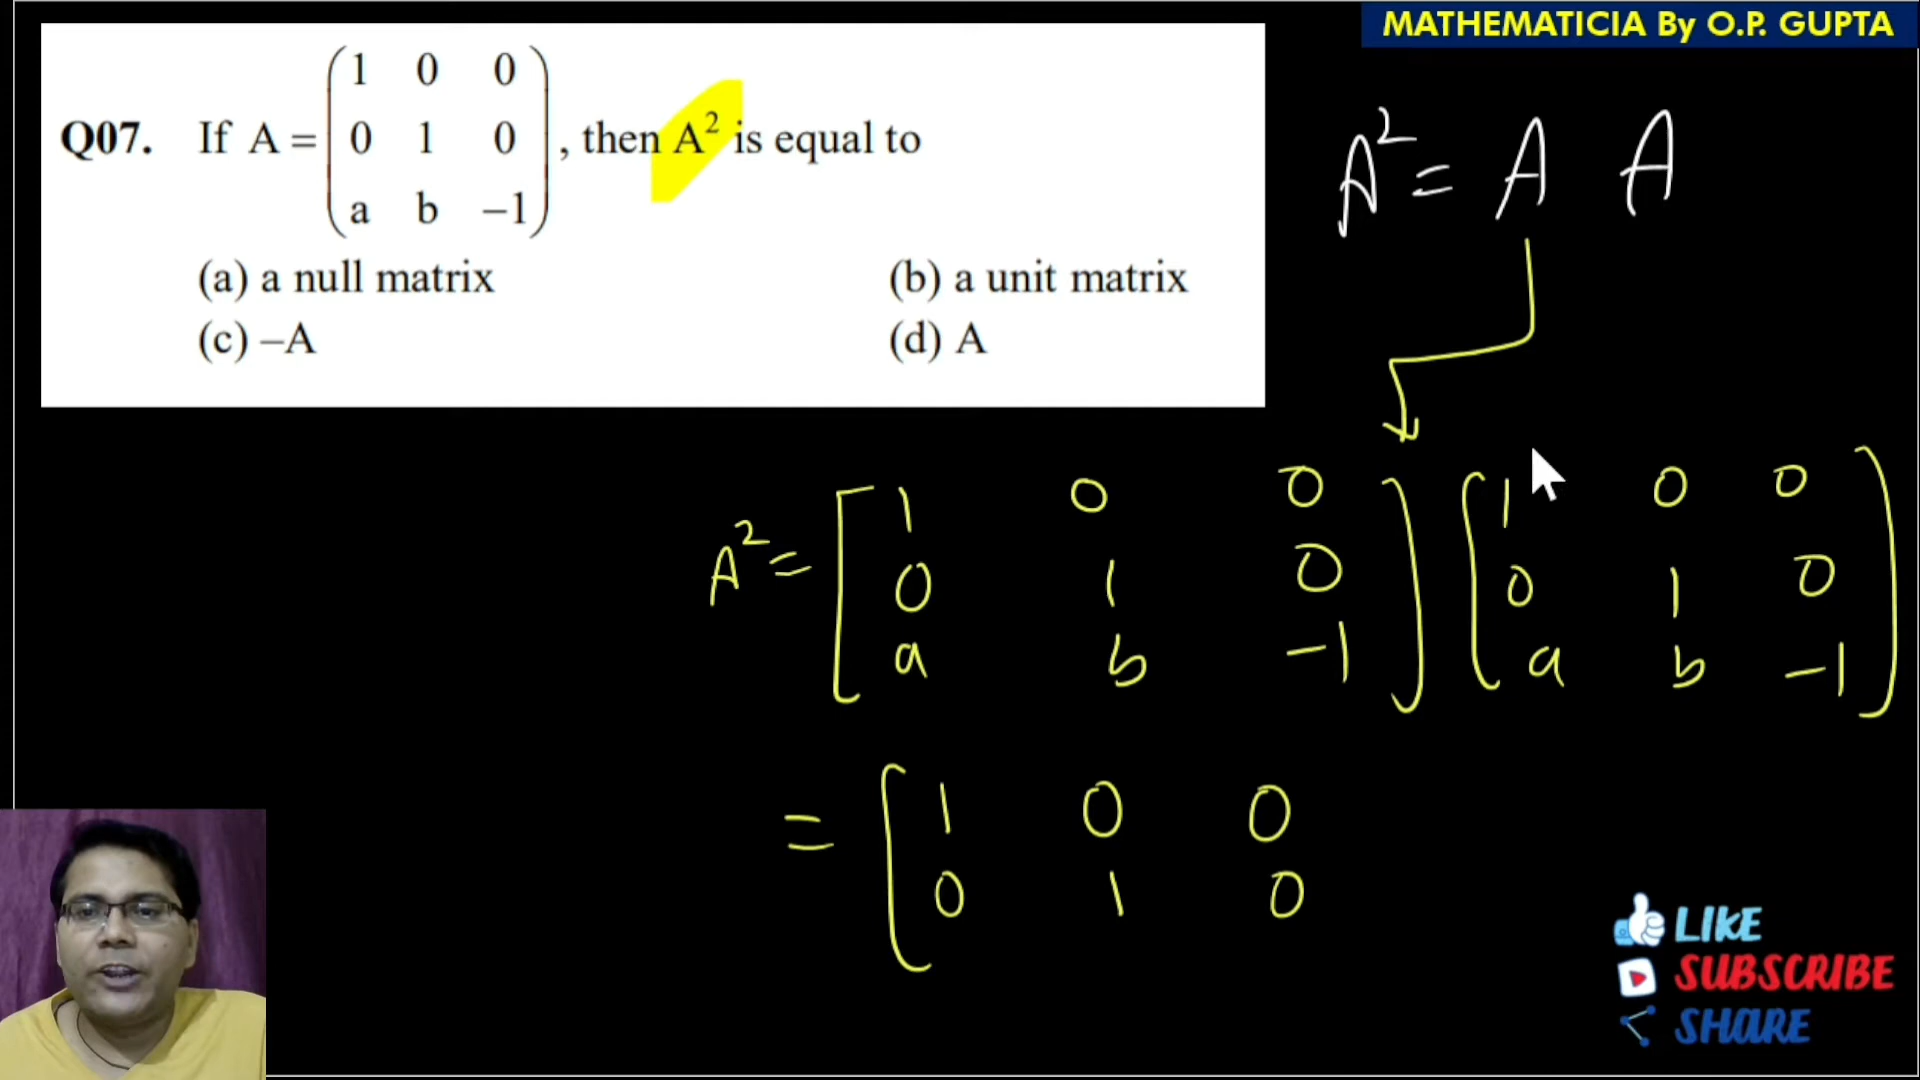 MATHEMATICIA By O.P. GUPTA
Q07. If A = (1 0 0
0 1 0
a b −1), then A² is equal to
(a) a null matrix (b) a unit matrix
(c) –A (d) A
A² = A A
A² = [1 0 0
0 1 0
a b −1] [1 0 0
0 1 0
a b −1]
= [1 0 0
0 1 0
LIKE
SUBSCRIBE
SHARE